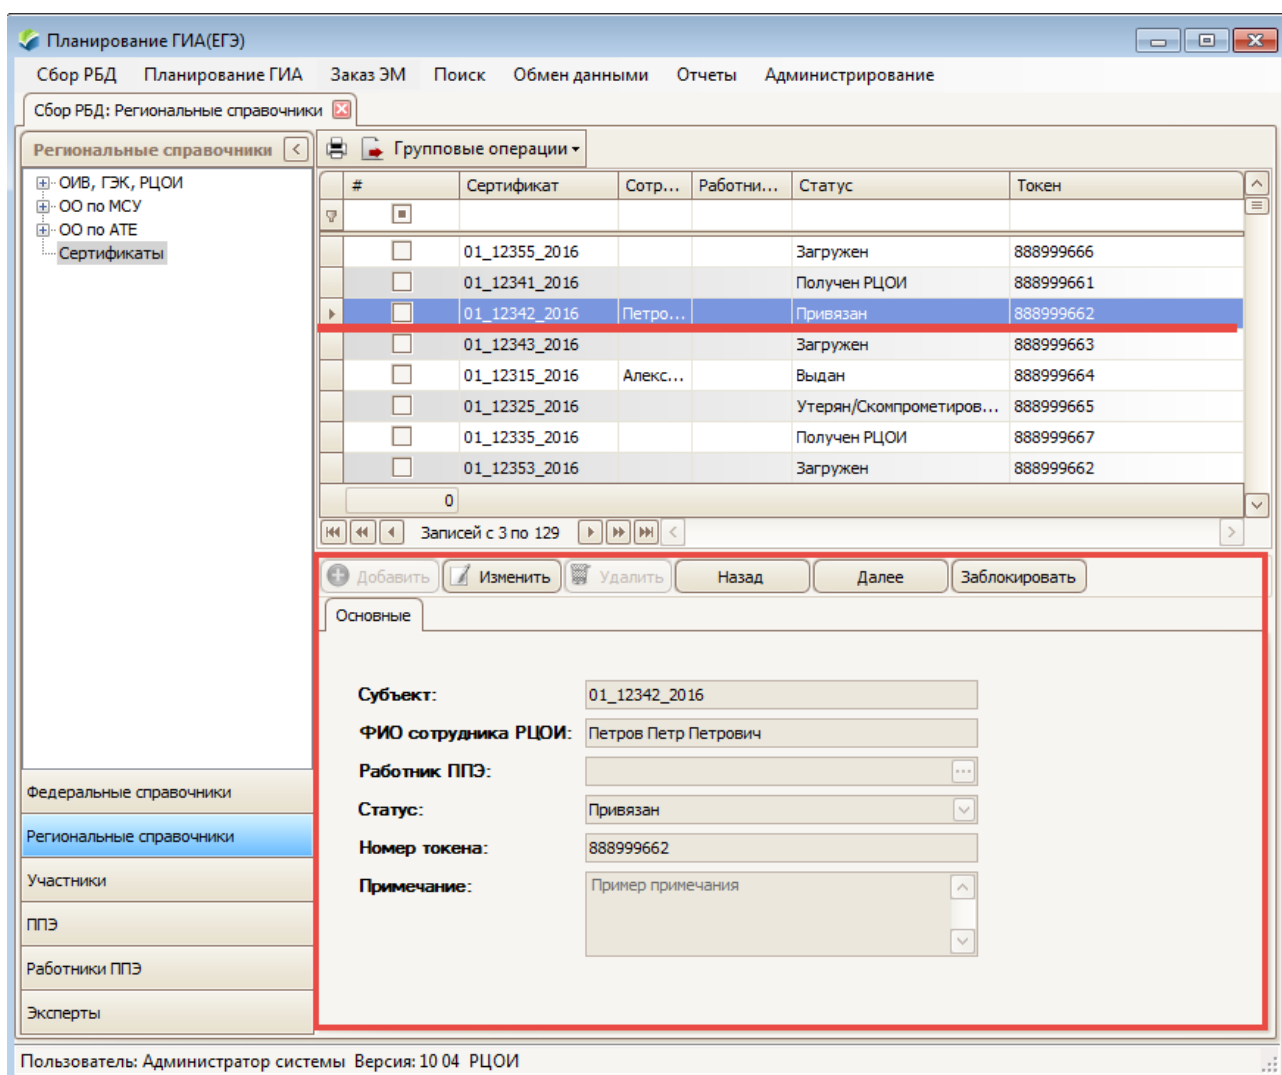 Планирование ГИА(ЕГЭ)
Сбор РБД Планирование ГИА Заказ ЭМ Поиск Обмен данными Отчеты Администрирование
Сбор РБД: Региональные справочники
Региональные справочники
Групповые операции
ОИВ, ГЭК, РЦОИ
ОО по МСУ
ОО по АТЕ
Сертификаты
# Сертификат Сотр... Работни... Статус Токен
01_12355_2016 Загружен 888999666
01_12341_2016 Получен РЦОИ 888999661
01_12342_2016 Петро... Привязан 888999662
01_12343_2016 Загружен 888999663
01_12315_2016 Алекс... Выдан 888999664
01_12325_2016 Утерян/Скомпрометиров... 888999665
01_12335_2016 Получен РЦОИ 888999667
01_12353_2016 Загружен 888999662
0
Записей с 3 по 129
Добавить Изменить Удалить Назад Далее Заблокировать
Основные
Субъект: 01_12342_2016
ФИО сотрудника РЦОИ: Петров Петр Петрович
Работник ППЭ:
Статус: Привязан
Номер токена: 888999662
Примечание: Пример примечания
Федеральные справочники
Региональные справочники
Участники
ППЭ
Работники ППЭ
Эксперты
Пользователь: Администратор системы Версия: 10 04 РЦОИ